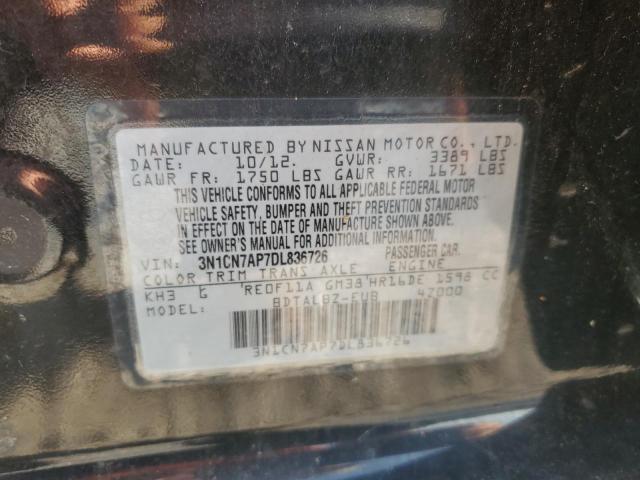 MANUFACTURED BY NISSAN MOTOR CO., LTD.
DATE: 10/12. GVWR: 3389 LBS
GAWR FR: 1750 LBS GAWR RR: 1671 LBS
THIS VEHICLE CONFORMS TO ALL APPLICABLE FEDERAL MOTOR
VEHICLE SAFETY, BUMPER AND THEFT PREVENTION STANDARDS
IN EFFECT ON THE DATE OF MANUFACTURE SHOWN ABOVE.
SEE OWNER'S MANUAL FOR ADDITIONAL INFORMATION.
VIN: 3N1CN7AP7DL836726 PASSENGER CAR.
COLOR TRIM TRANS AXLE ENGINE
KH3 G RE0F11A GM38 HR16DE 1598 CC
MODEL: BDTALBZ-EUB 47000
3N1CN7AP7DL836726